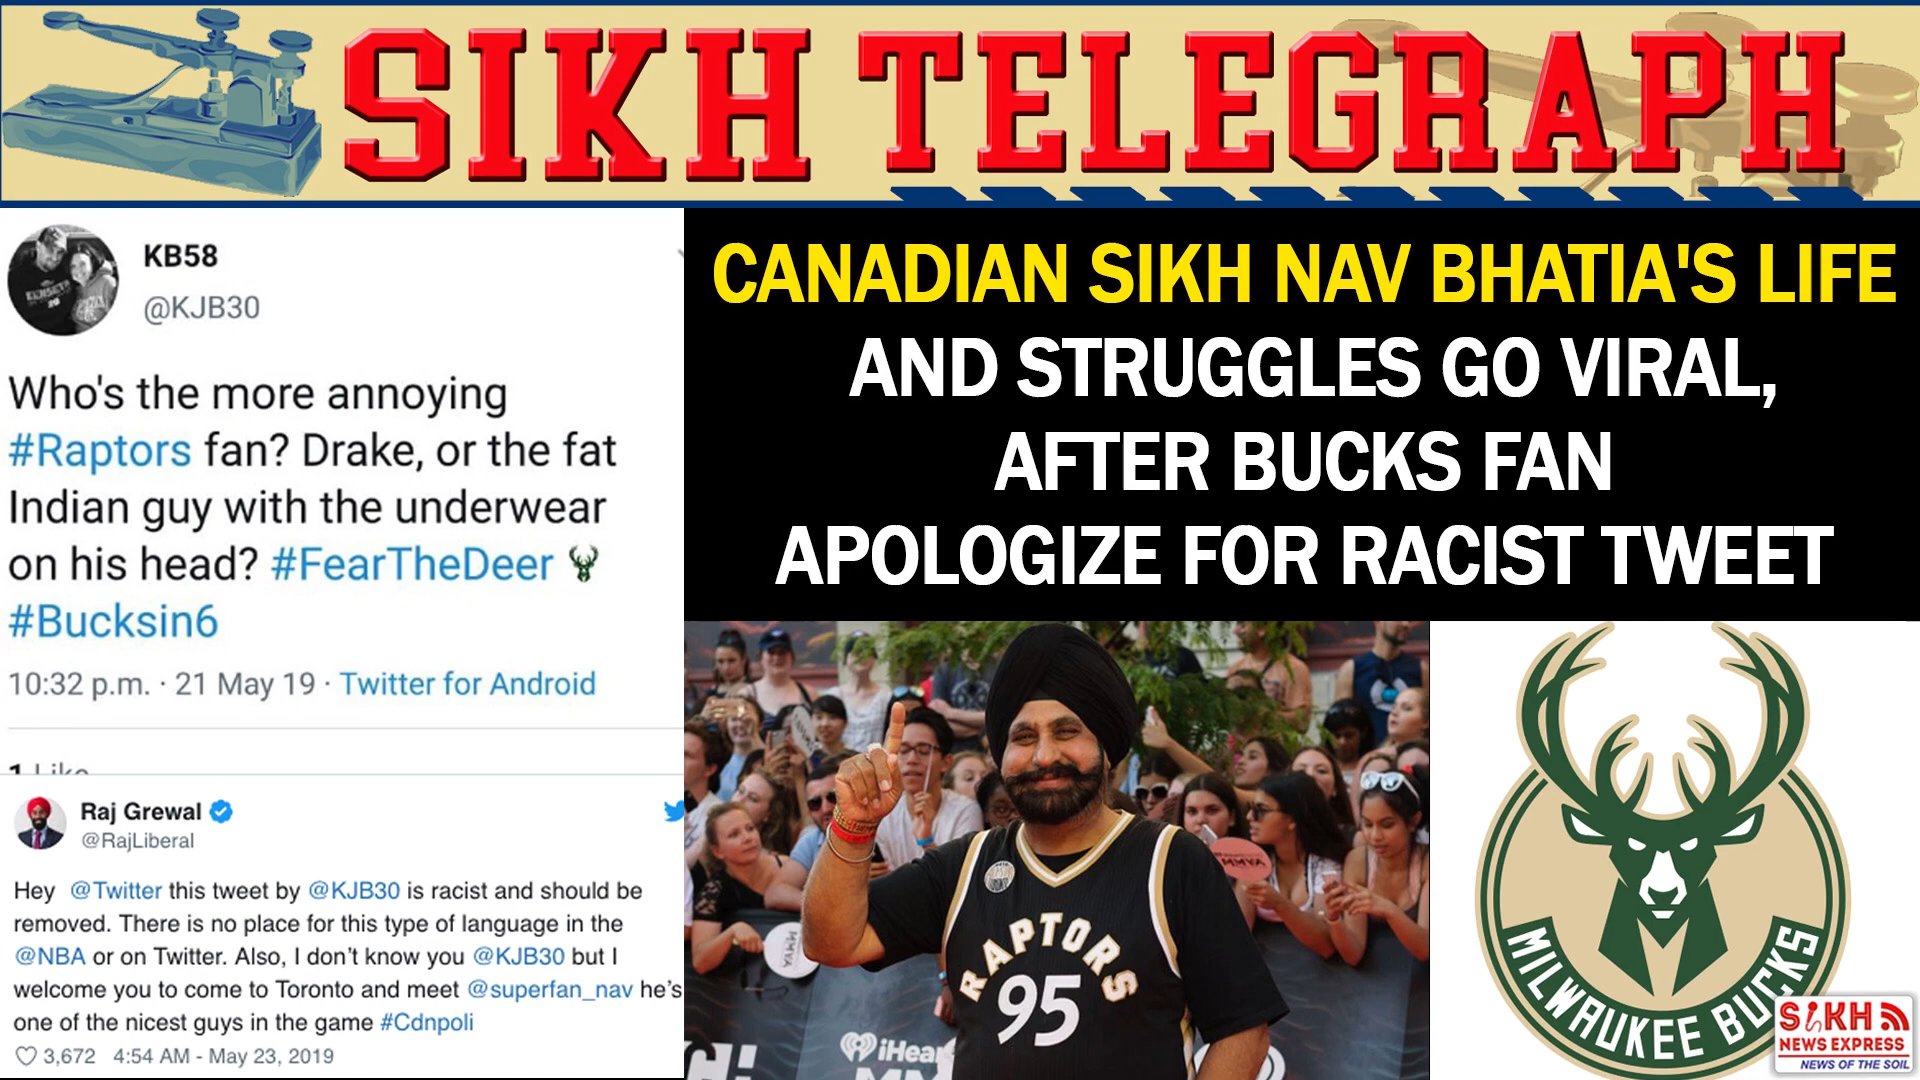 SIKH TELEGRAPH
KB58
@KJB30
Who's the more annoying
#Raptors fan? Drake, or the fat
Indian guy with the underwear
on his head? #FearTheDeer
#Bucksin6
10:32 p.m. · 21 May 19 · Twitter for Android
1 Like
Raj Grewal
@RajLiberal
Hey @Twitter this tweet by @KJB30 is racist and should be
removed. There is no place for this type of language in the
@NBA or on Twitter. Also, I don't know you @KJB30 but I
welcome you to come to Toronto and meet @superfan_nav he's
one of the nicest guys in the game #Cdnpoli
3,672 4:54 AM - May 23, 2019
CANADIAN SIKH NAV BHATIA'S LIFE
AND STRUGGLES GO VIRAL,
AFTER BUCKS FAN
APOLOGIZE FOR RACIST TWEET
RAPTORS
95
MMVA
MMVA
iHear
MM
MILWAUKEE BUCKS
SIKH
NEWS EXPRESS
NEWS OF THE SOIL